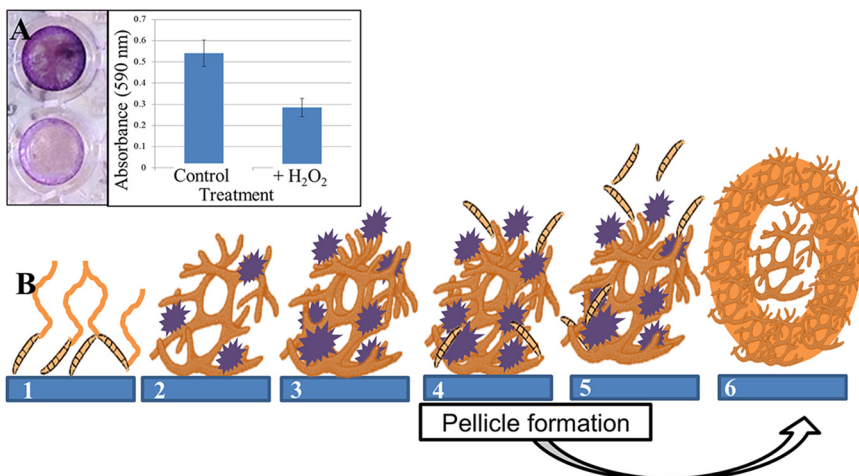 A
0.7
0.6
0.5
0.4
0.3
0.2
0.1
0
Absorbance (590 nm)
Control
+ H₂O₂
Treatment
B
1
2
3
4
5
6
Pellicle formation